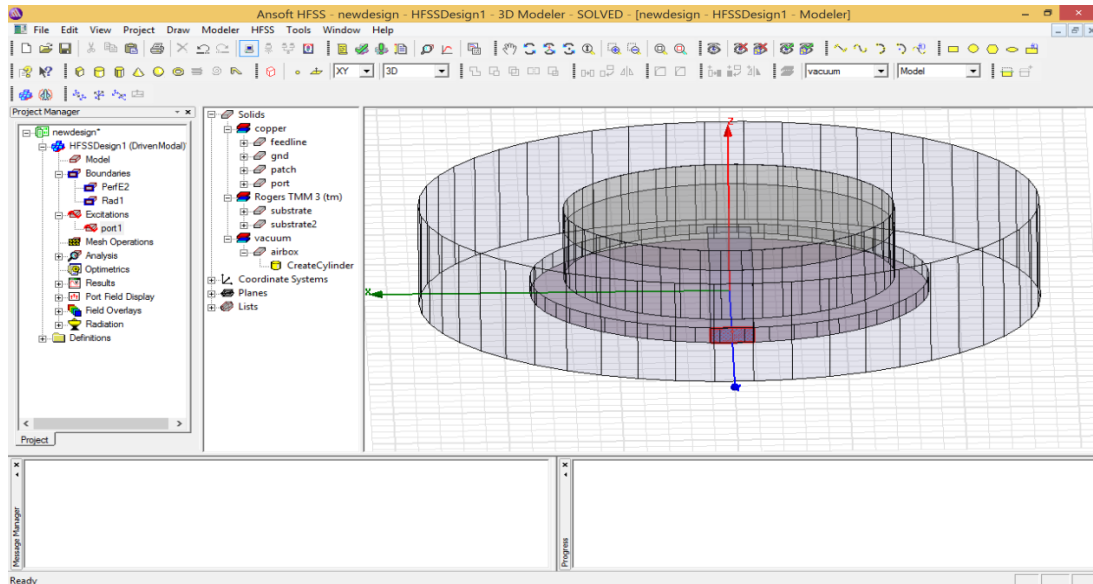 Ansoft HFSS - newdesign - HFSSDesign1 - 3D Modeler - SOLVED - [newdesign - HFSSDesign1 - Modeler]
File Edit View Project Draw Modeler HFSS Tools Window Help
XY 3D vacuum Model
Project Manager
newdesign*
HFSSDesign1 (DrivenModal)
Model
Boundaries
PerfE2
Rad1
Excitations
port1
Mesh Operations
Analysis
Optimetrics
Results
Port Field Display
Field Overlays
Radiation
Definitions
Project
Solids
copper
feedline
gnd
patch
port
Rogers TMM 3 (tm)
substrate
substrate2
vacuum
airbox
CreateCylinder
Coordinate Systems
Planes
Lists
Z
X
Message Manager
Progress
Ready